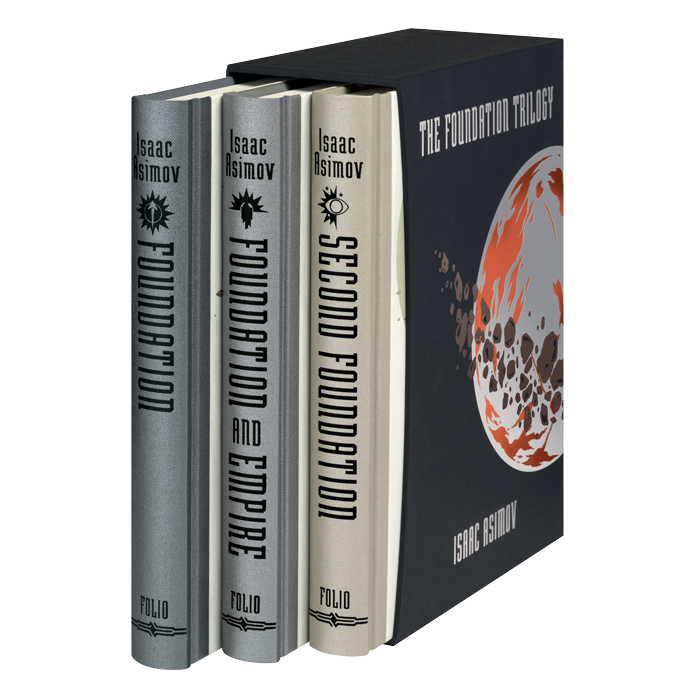 Isaac
Asimov
FOUNDATION
FOLIO
Isaac
Asimov
FOUNDATION AND EMPIRE
FOLIO
Isaac
Asimov
SECOND FOUNDATION
FOLIO
THE FOUNDATION TRILOGY
ISAAC ASIMOV